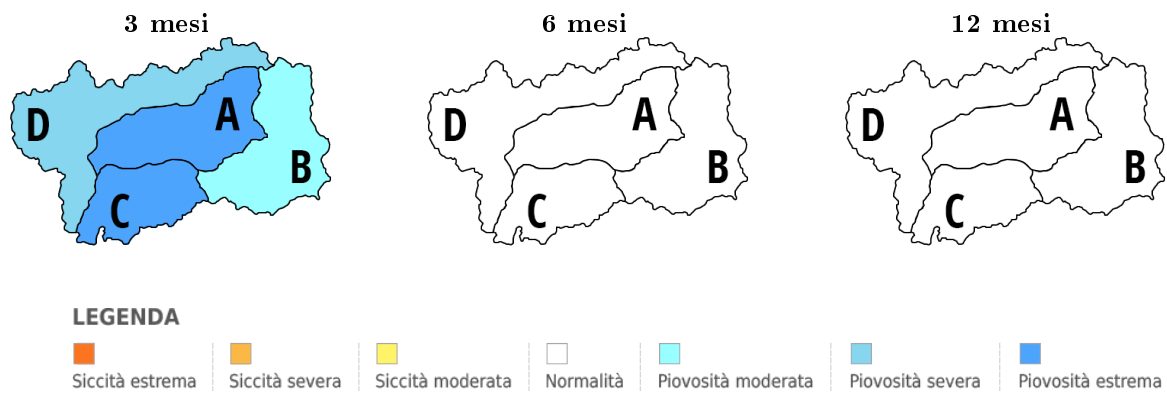 3 mesi 6 mesi 12 mesi
A A A
D D D
B B B
C C C
LEGENDA
Siccità estrema Siccità severa Siccità moderata Normalità Piovosità moderata Piovosità severa Piovosità estrema